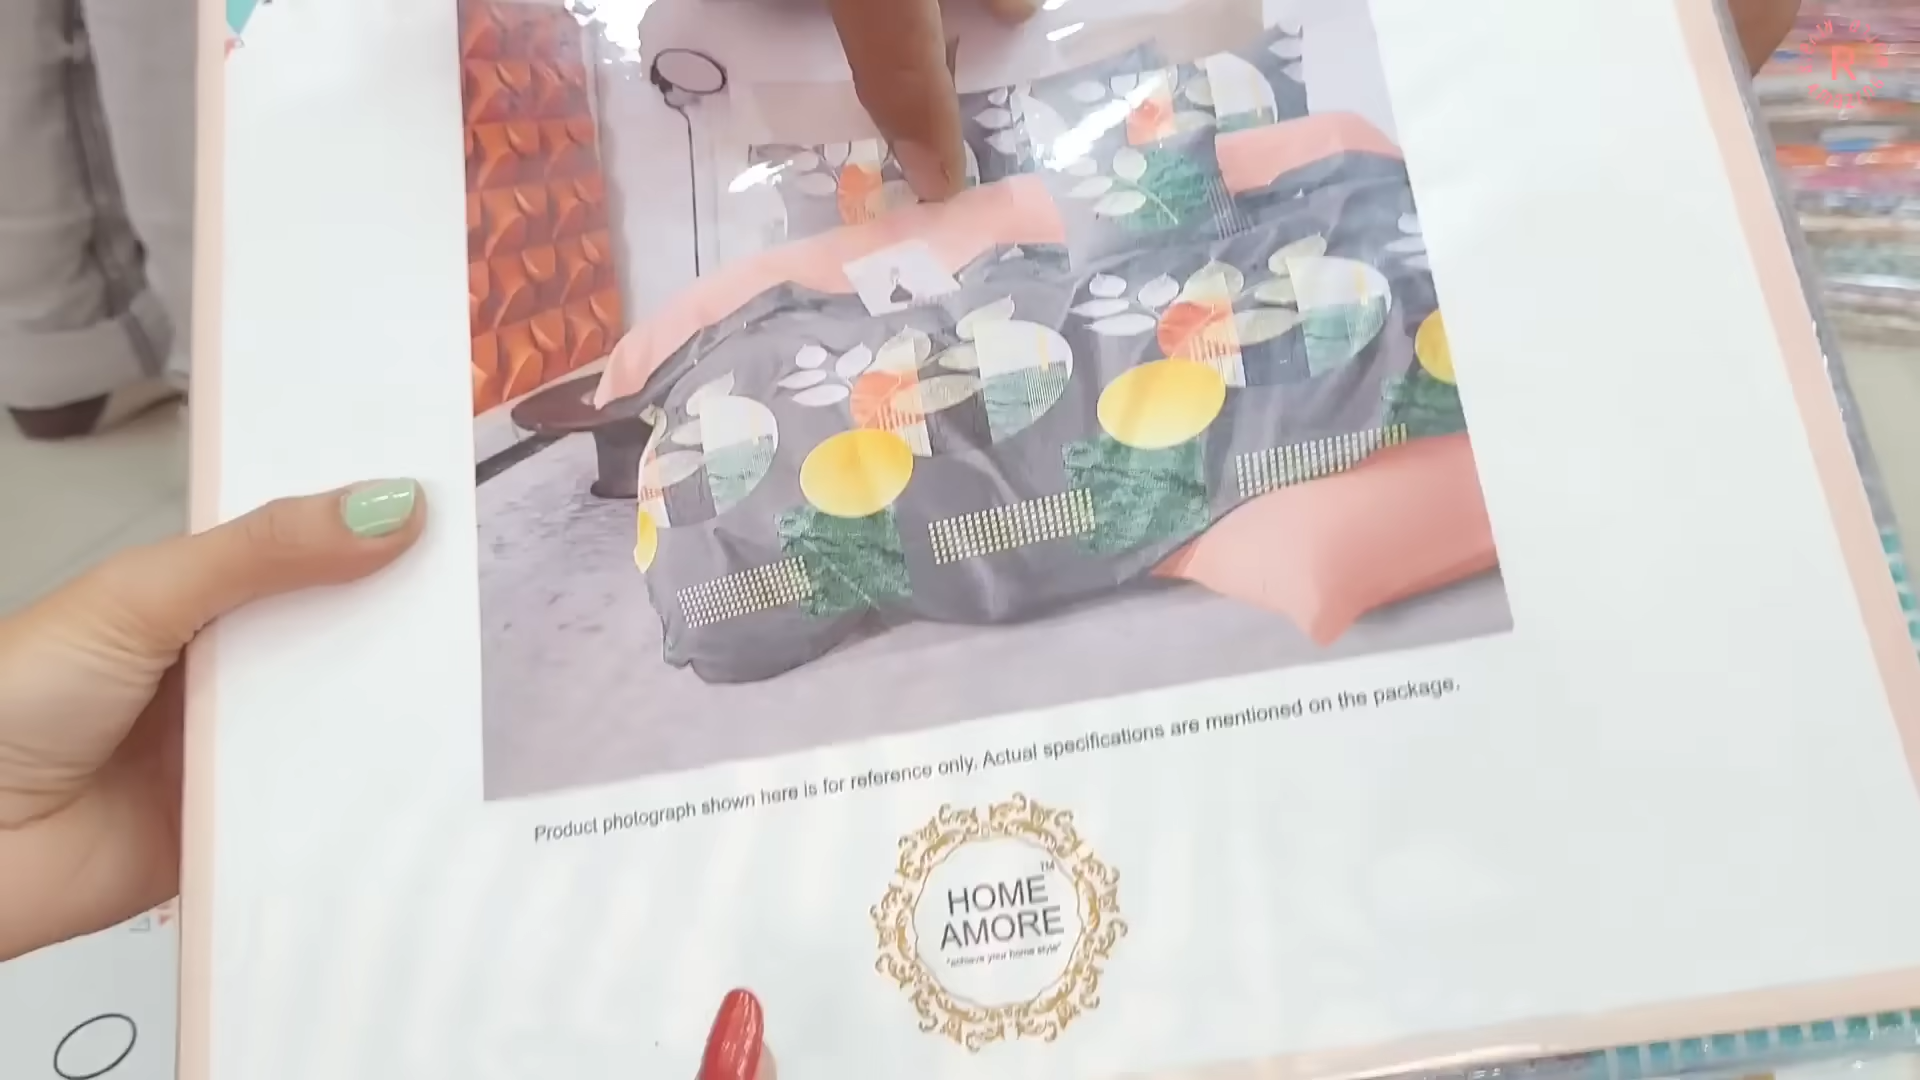 Product photograph shown here is for reference only. Actual specifications are mentioned on the package.
HOME TM
AMORE
"achieve your home style"
R